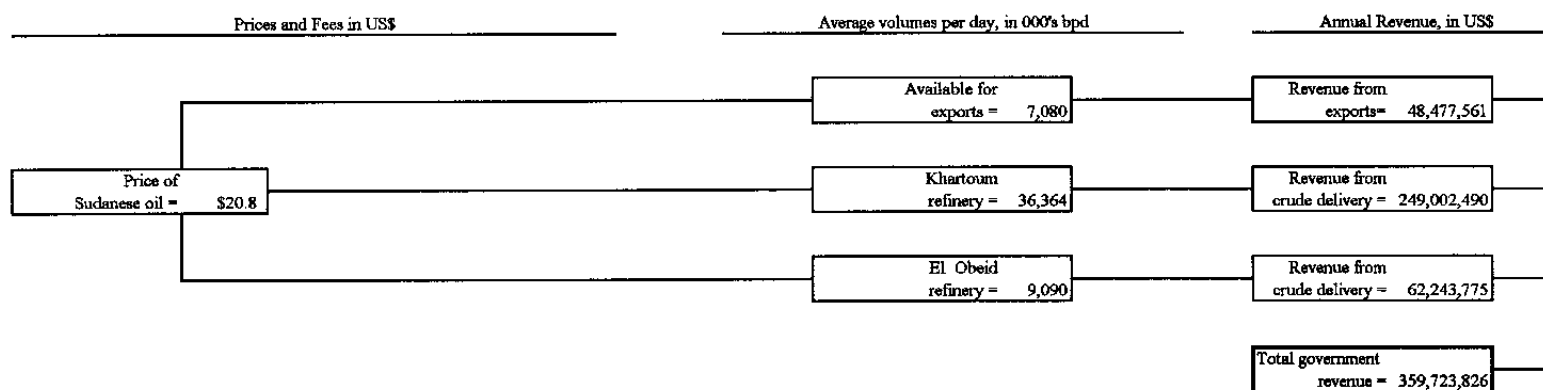 Prices and Fees in US$
Average volumes per day, in 000's bpd
Annual Revenue, in US$
Available for
exports = 7,080
Revenue from
exports= 48,477,561
Price of
Sudanese oil = $20.8
Khartoum
refinery = 36,364
Revenue from
crude delivery = 249,002,490
El Obeid
refinery = 9,090
Revenue from
crude delivery = 62,243,775
Total government
revenue = 359,723,826